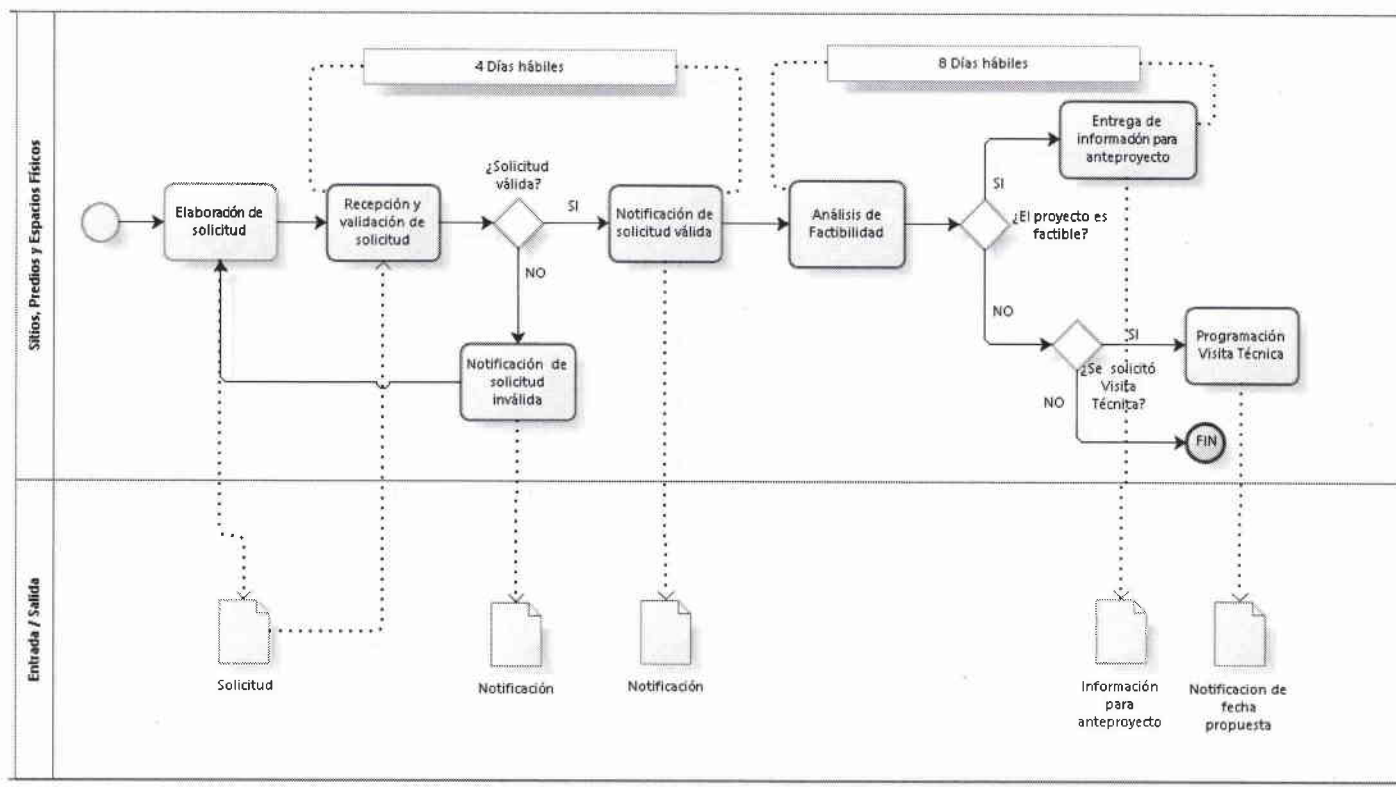 Sitios, Predios y Espacios Físicos
4 Días hábiles
8 Días hábiles
Elaboración de
solicitud
Recepción y
validación de
solicitud
¿Solicitud
válida?
SI
NO
Notificación de
solicitud válida
Notificación de
solicitud
inválida
Análisis de
Factibilidad
SI
¿El proyecto es
factible?
NO
Entrega de
información para
anteproyecto
SI
¿Se solicitó
Visita
Técnica?
NO
Programación
Visita Técnica
FIN
Entrada / Salida
Solicitud
Notificación
Notificación
Información
para
anteproyecto
Notificacion de
fecha
propuesta